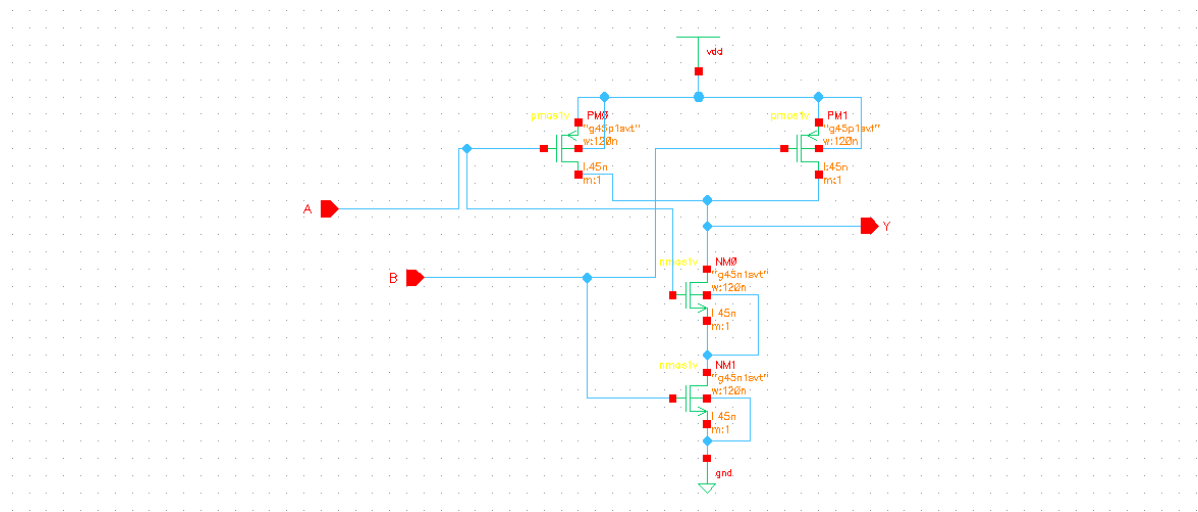 vdd
pmos1v
PM0
"g45p1svt"
w:120n
l:45n
m:1
pmos1v
PM1
"g45p1svt"
w:120n
l:45n
m:1
A
Y
B
nmos1v
NM0
"g45n1svt"
w:120n
l:45n
m:1
nmos1v
NM1
"g45n1svt"
w:120n
l:45n
m:1
gnd